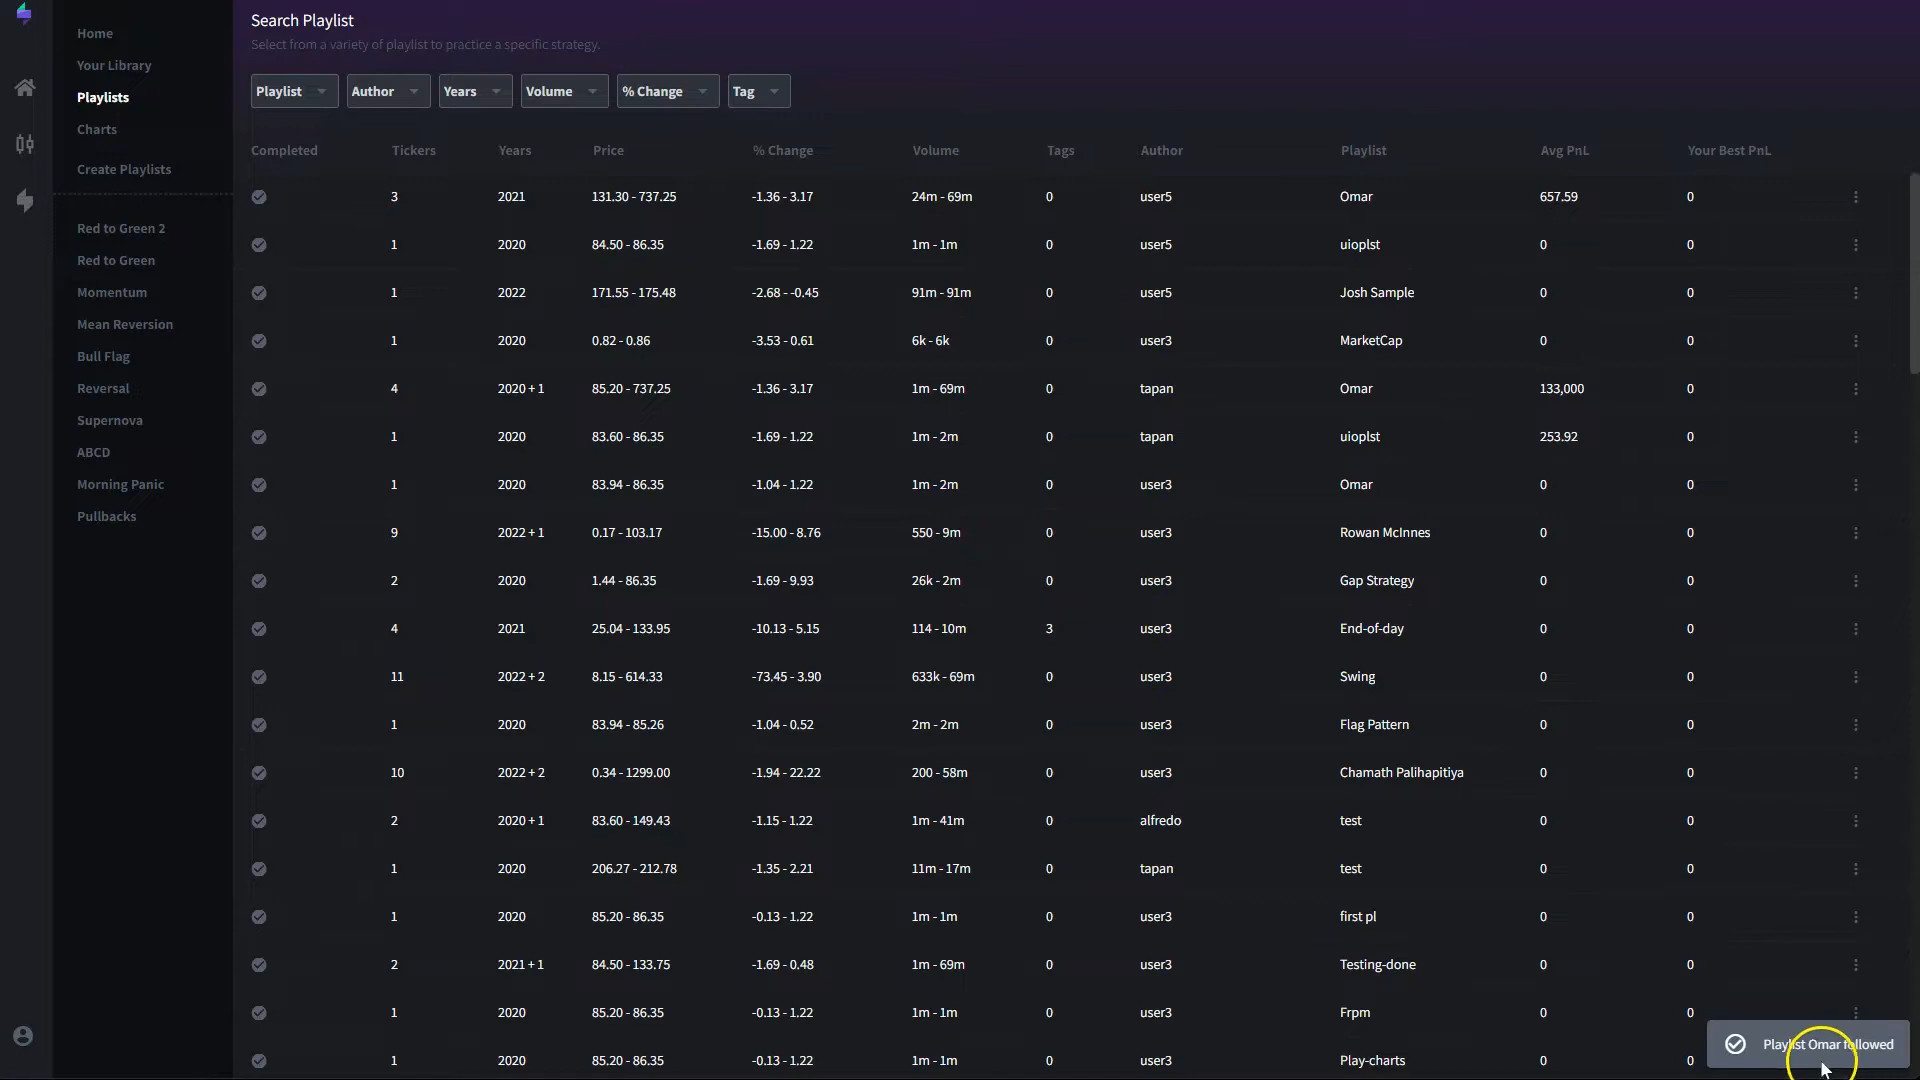 Home
Your Library
Playlists
Charts
Create Playlists
Red to Green 2
Red to Green
Momentum
Mean Reversion
Bull Flag
Reversal
Supernova
ABCD
Morning Panic
Pullbacks
Search Playlist
Select from a variety of playlist to practice a specific strategy.
Playlist Author Years Volume % Change Tag
Completed Tickers Years Price % Change Volume Tags Author Playlist Avg PnL Your Best PnL
3 2021 131.30 - 737.25 -1.36 - 3.17 24m - 69m 0 user5 Omar 657.59 0
1 2020 84.50 - 86.35 -1.69 - 1.22 1m - 1m 0 user5 uioplst 0 0
1 2022 171.55 - 175.48 -2.68 - -0.45 91m - 91m 0 user5 Josh Sample 0 0
1 2020 0.82 - 0.86 -3.53 - 0.61 6k - 6k 0 user3 MarketCap 0 0
4 2020 + 1 85.20 - 737.25 -1.36 - 3.17 1m - 69m 0 tapan Omar 133,000 0
1 2020 83.60 - 86.35 -1.69 - 1.22 1m - 2m 0 tapan uioplst 253.92 0
1 2020 83.94 - 86.35 -1.04 - 1.22 1m - 2m 0 user3 Omar 0 0
9 2022 + 1 0.17 - 103.17 -15.00 - 8.76 550 - 9m 0 user3 Rowan McInnes 0 0
2 2020 1.44 - 86.35 -1.69 - 9.93 26k - 2m 0 user3 Gap Strategy 0 0
4 2021 25.04 - 133.95 -10.13 - 5.15 114 - 10m 3 user3 End-of-day 0 0
11 2022 + 2 8.15 - 614.33 -73.45 - 3.90 633k - 69m 0 user3 Swing 0 0
1 2020 83.94 - 85.26 -1.04 - 0.52 2m - 2m 0 user3 Flag Pattern 0 0
10 2022 + 2 0.34 - 1299.00 -1.94 - 22.22 200 - 58m 0 user3 Chamath Palihapitiya 0 0
2 2020 + 1 83.60 - 149.43 -1.15 - 1.22 1m - 41m 0 alfredo test 0 0
1 2020 206.27 - 212.78 -1.35 - 2.21 11m - 17m 0 tapan test 0 0
1 2020 85.20 - 86.35 -0.13 - 1.22 1m - 1m 0 user3 first pl 0 0
2 2021 + 1 84.50 - 133.75 -1.69 - 0.48 1m - 69m 0 user3 Testing-done 0 0
1 2020 85.20 - 86.35 -0.13 - 1.22 1m - 1m 0 user3 Frpm 0 0
1 2020 85.20 - 86.35 -0.13 - 1.22 1m - 1m 0 user3 Play-charts 0 0
Playlist Omar followed